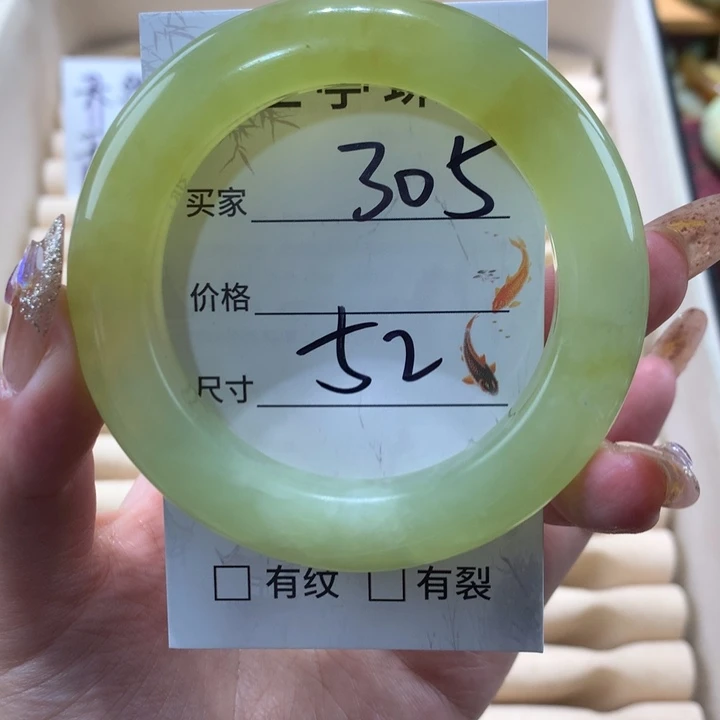 买家 305
价格
尺寸 52
□ 有纹 □ 有裂